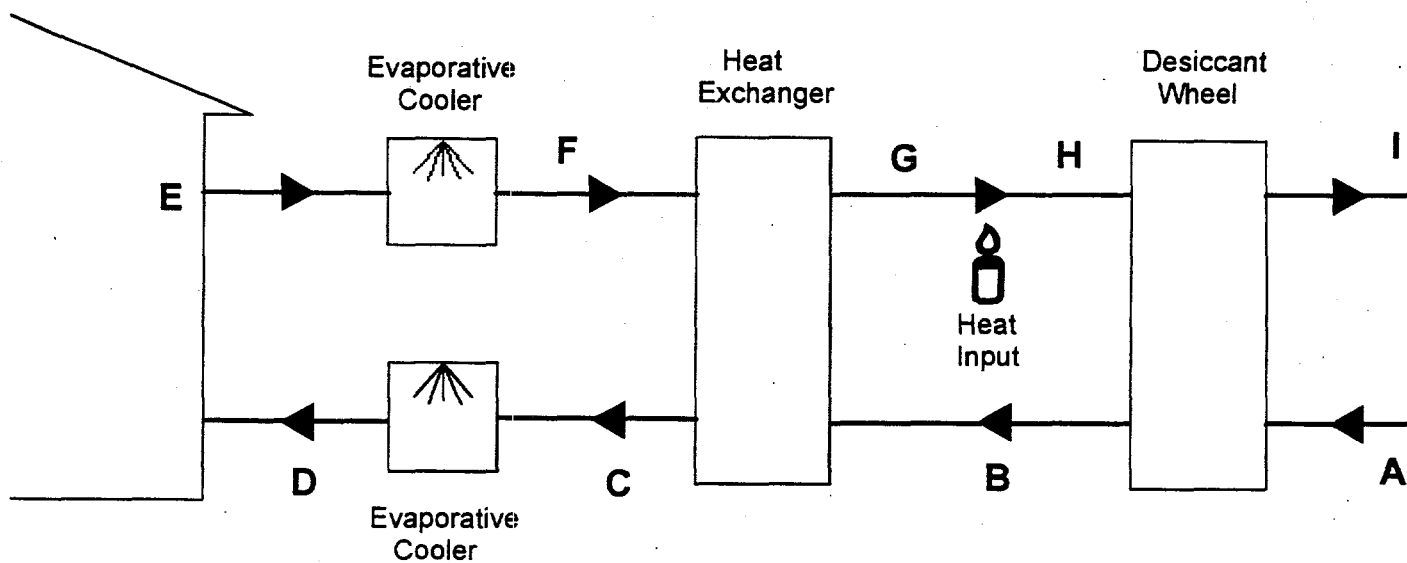 Evaporative
Cooler
Heat
Exchanger
Desiccant
Wheel
E
F
G
H
I
Heat
Input
D
C
B
A
Evaporative
Cooler